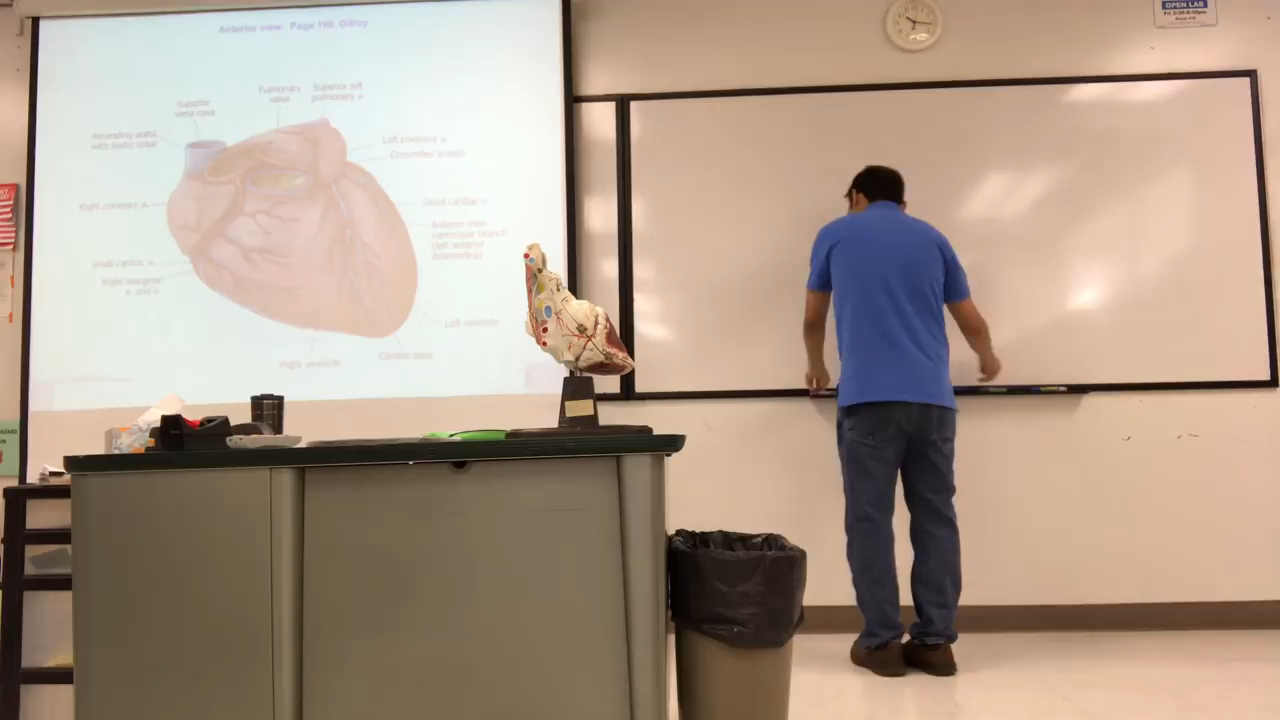 Anterior view Page 190 Gilroy
Pulmonary
valve
Superior left
pulmonary v.
Superior
vena cava
Ascending aorta
with aortic sinus
Left coronary a.
Circumflex branch
Right coronary a.
Great cardiac v.
Anterior inter-
ventricular branch
(left anterior
descending)
Small cardiac v.
Right marginal
a. and v.
Left ventricle
Cardiac apex
Right ventricle
OPEN LAB